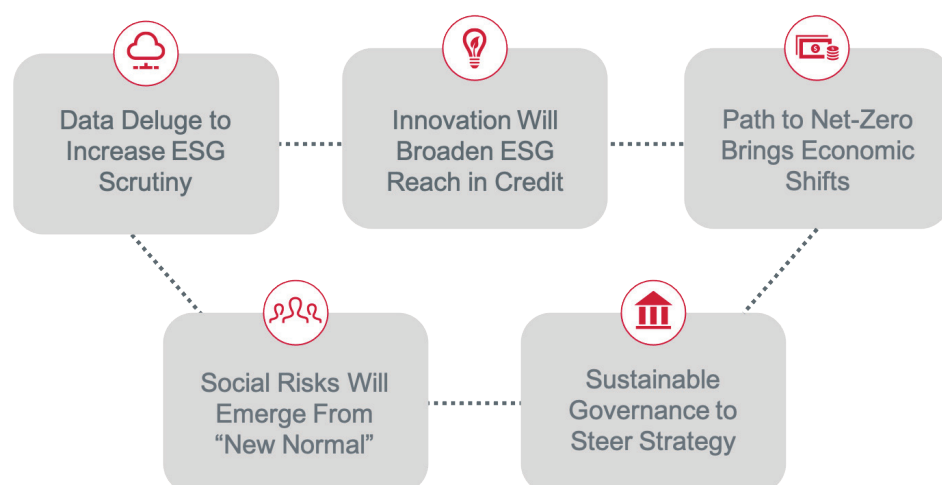 Data Deluge to
Increase ESG
Scrutiny
Innovation Will
Broaden ESG
Reach in Credit
Path to Net-Zero
Brings Economic
Shifts
Social Risks Will
Emerge From
“New Normal”
Sustainable
Governance to
Steer Strategy